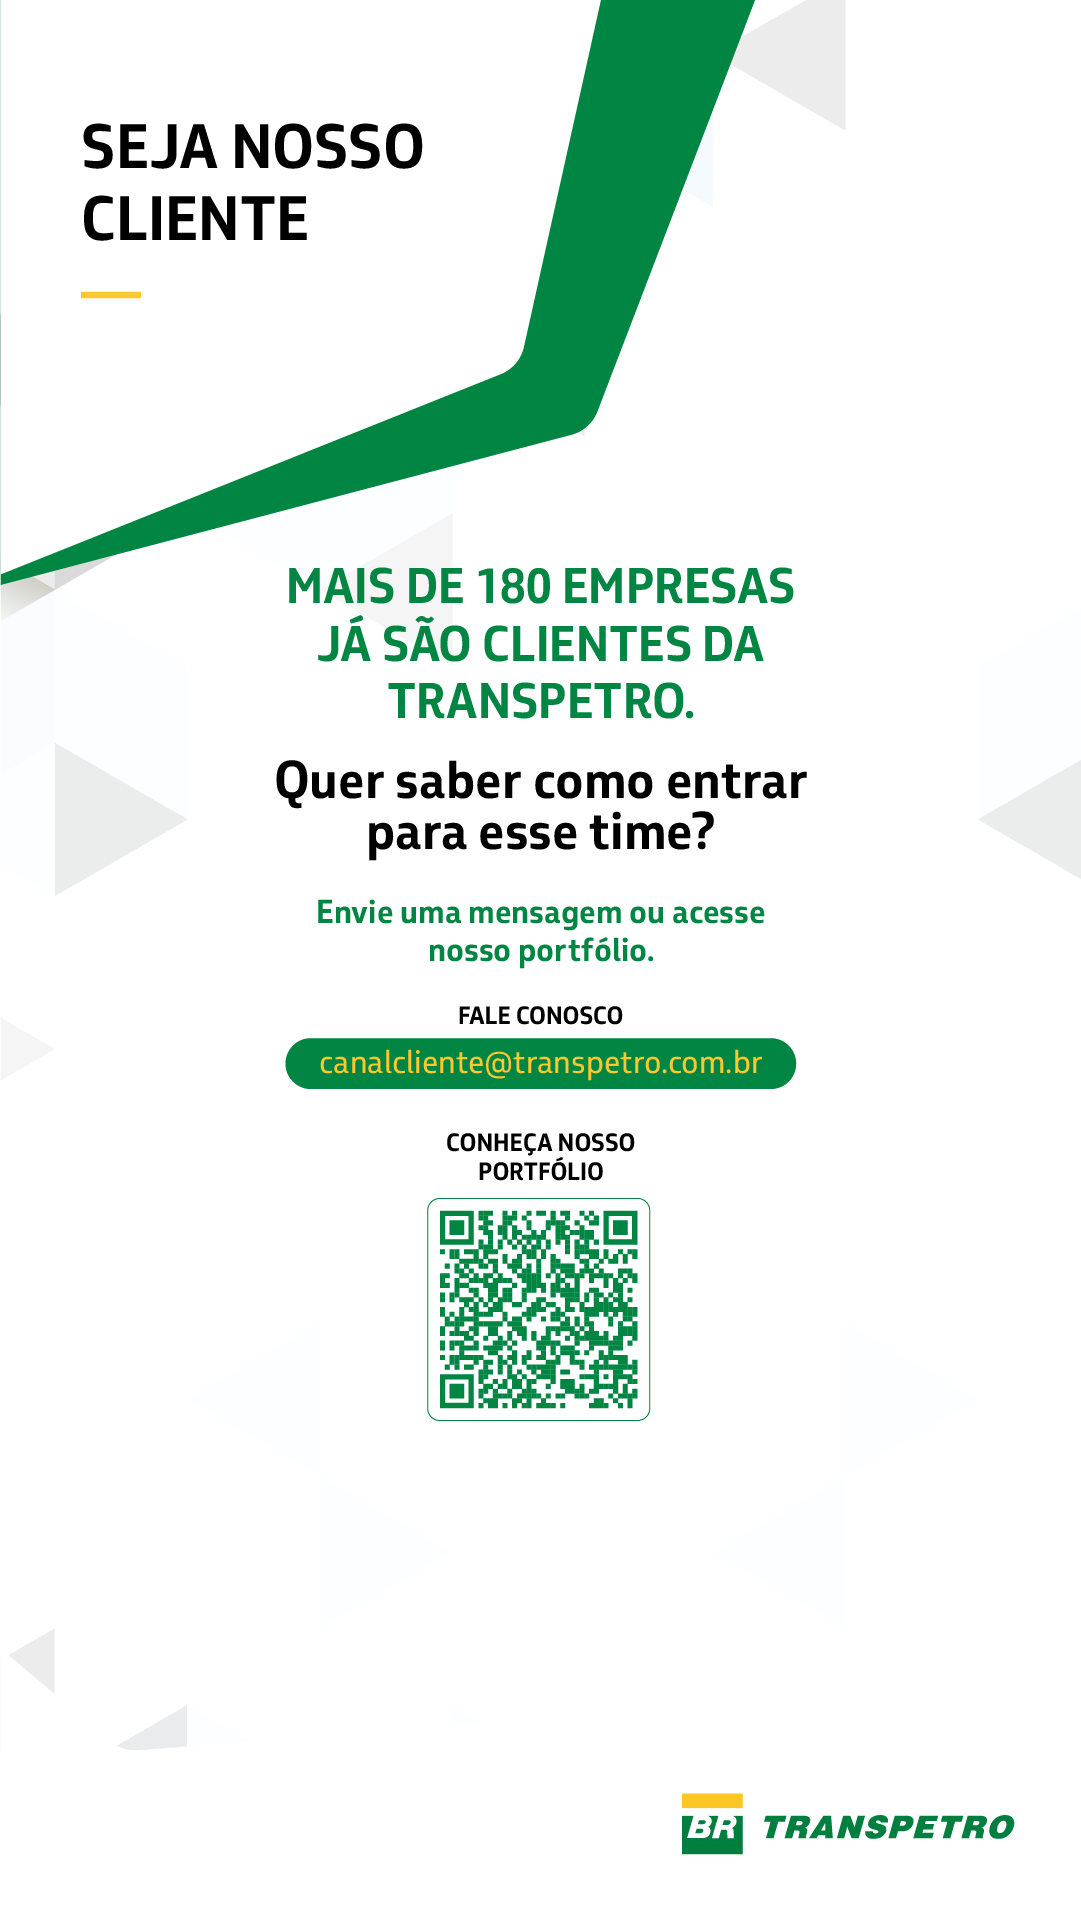 SEJA NOSSO
CLIENTE
MAIS DE 180 EMPRESAS
JÁ SÃO CLIENTES DA
TRANSPETRO.
Quer saber como entrar
para esse time?
Envie uma mensagem ou acesse
nosso portfólio.
FALE CONOSCO
canalcliente@transpetro.com.br
CONHEÇA NOSSO
PORTFÓLIO
BR TRANSPETRO